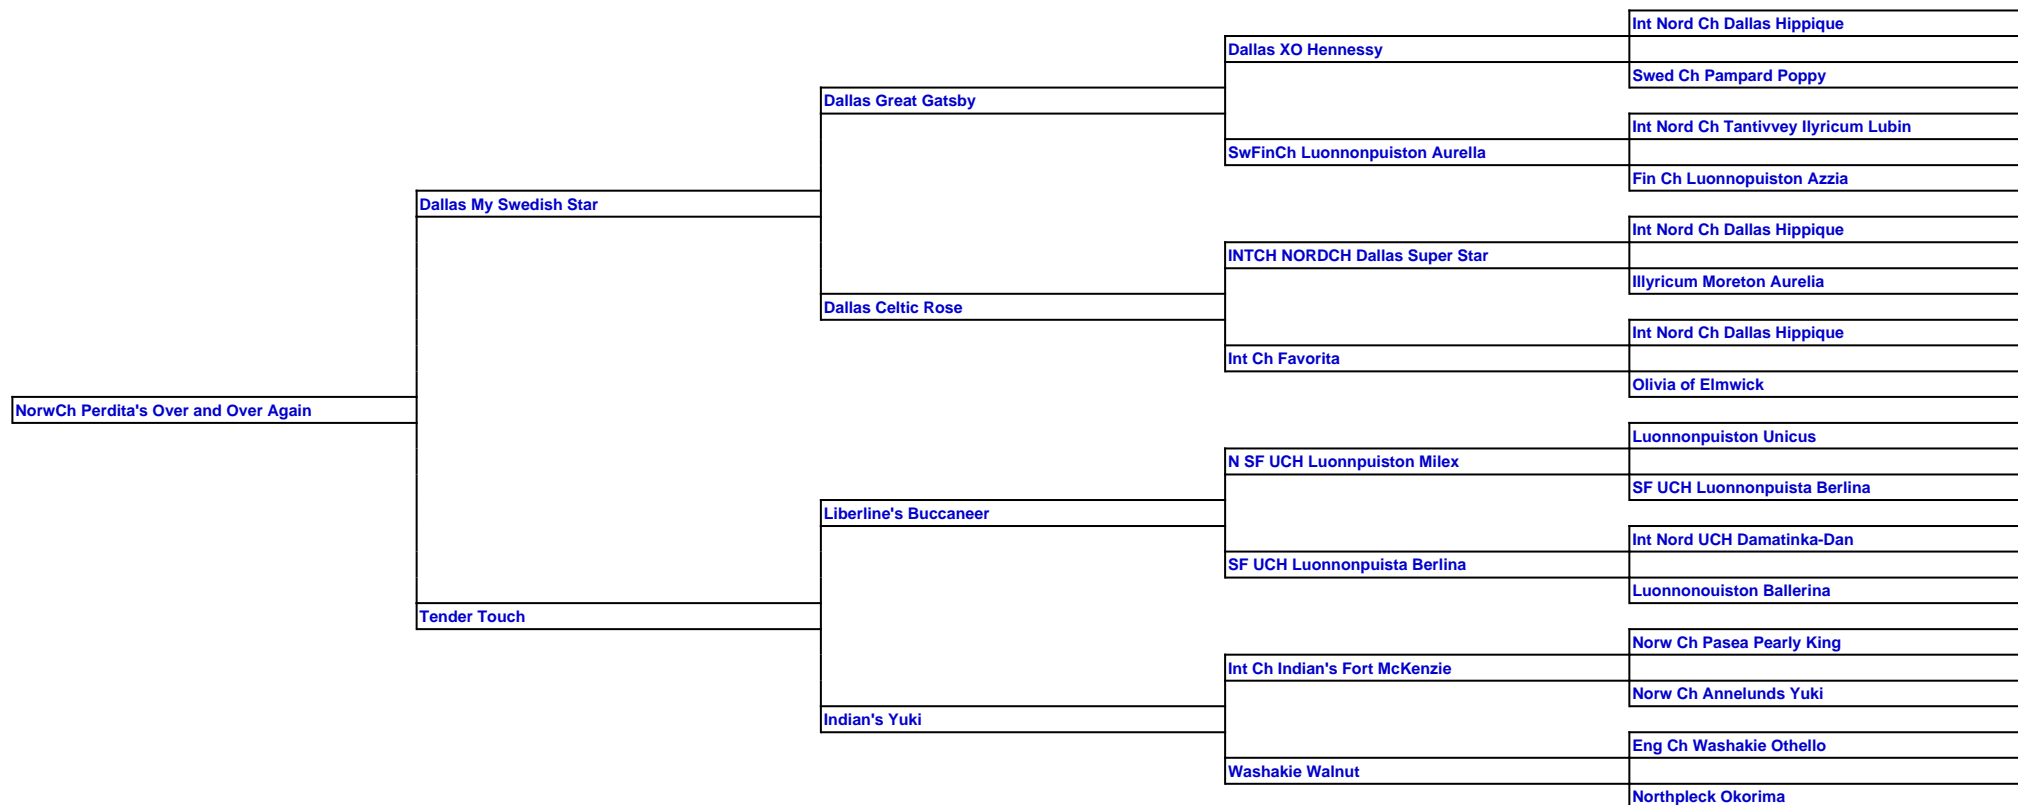 Int Nord Ch Dallas Hippique
Dallas XO Hennessy
Swed Ch Pampard Poppy
Dallas Great Gatsby
Int Nord Ch Tantivvey Ilyricum Lubin
SwFinCh Luonnonpuiston Aurella
Fin Ch Luonnopuiston Azzia
Dallas My Swedish Star
Int Nord Ch Dallas Hippique
INTCH NORDCH Dallas Super Star
Illyricum Moreton Aurelia
Dallas Celtic Rose
Int Nord Ch Dallas Hippique
Int Ch Favorita
Olivia of Elmwick
NorwCh Perdita's Over and Over Again
Luonnonpuiston Unicus
N SF UCH Luonnpuiston Milex
SF UCH Luonnonpuista Berlina
Liberline's Buccaneer
Int Nord UCH Damatinka-Dan
SF UCH Luonnonpuista Berlina
Luonnonouiston Ballerina
Tender Touch
Norw Ch Pasea Pearly King
Int Ch Indian's Fort McKenzie
Norw Ch Annelunds Yuki
Indian's Yuki
Eng Ch Washakie Othello
Washakie Walnut
Northpleck Okorima